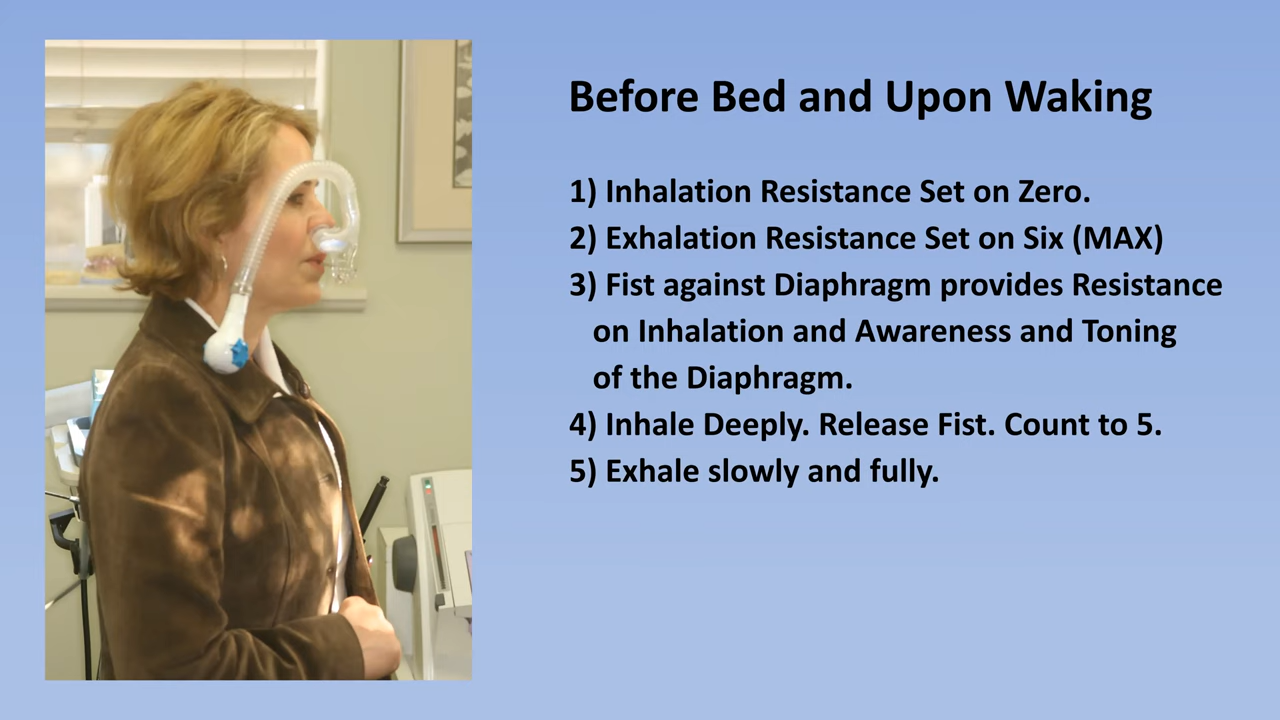 Before Bed and Upon Waking
1) Inhalation Resistance Set on Zero.
2) Exhalation Resistance Set on Six (MAX)
3) Fist against Diaphragm provides Resistance
on Inhalation and Awareness and Toning
of the Diaphragm.
4) Inhale Deeply. Release Fist. Count to 5.
5) Exhale slowly and fully.